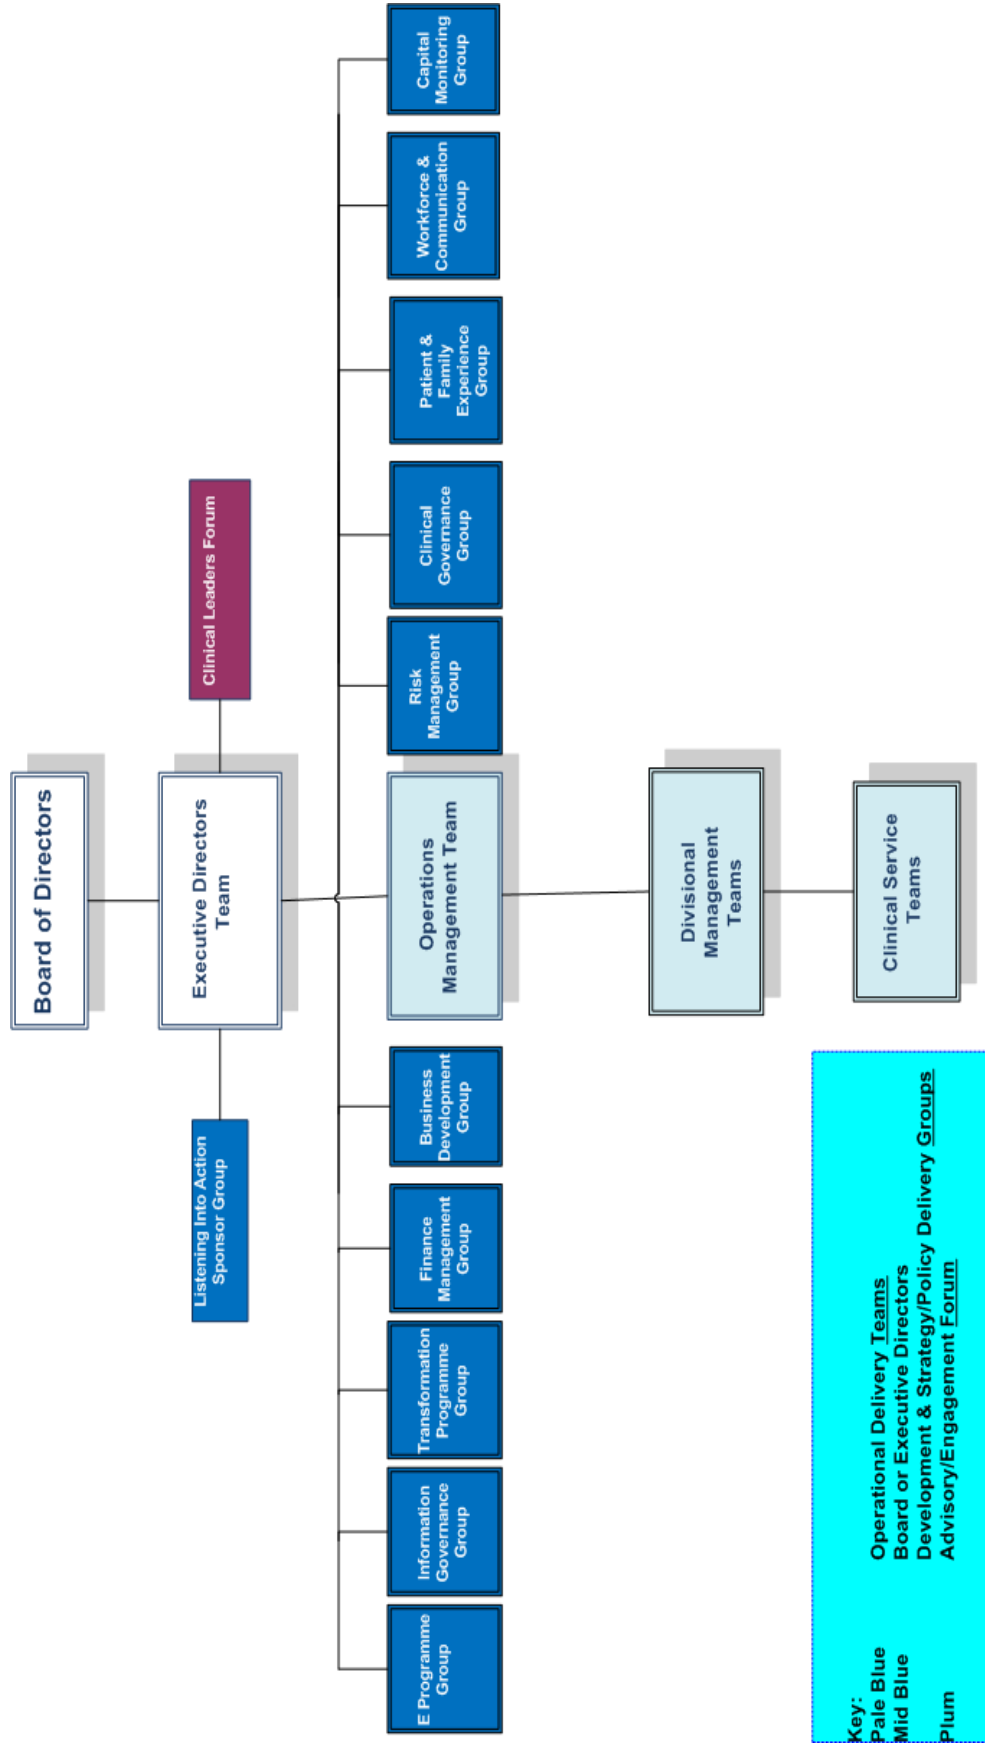 Board of Directors
Listening Into Action
Sponsor Group
Executive Directors
Team
Clinical Leaders Forum
E Programme
Group
Information
Governance
Group
Transformation
Programme
Group
Finance
Management
Group
Business
Development
Group
Operations
Management Team
Risk
Management
Group
Clinical
Governance
Group
Patient &
Family
Experience
Group
Workforce &
Communication
Group
Capital
Monitoring
Group
Divisional
Management
Teams
Clinical Service
Teams
Key:
Pale Blue Operational Delivery Teams
Mid Blue Board or Executive Directors
Development & Strategy/Policy Delivery Groups
Plum Advisory/Engagement Forum